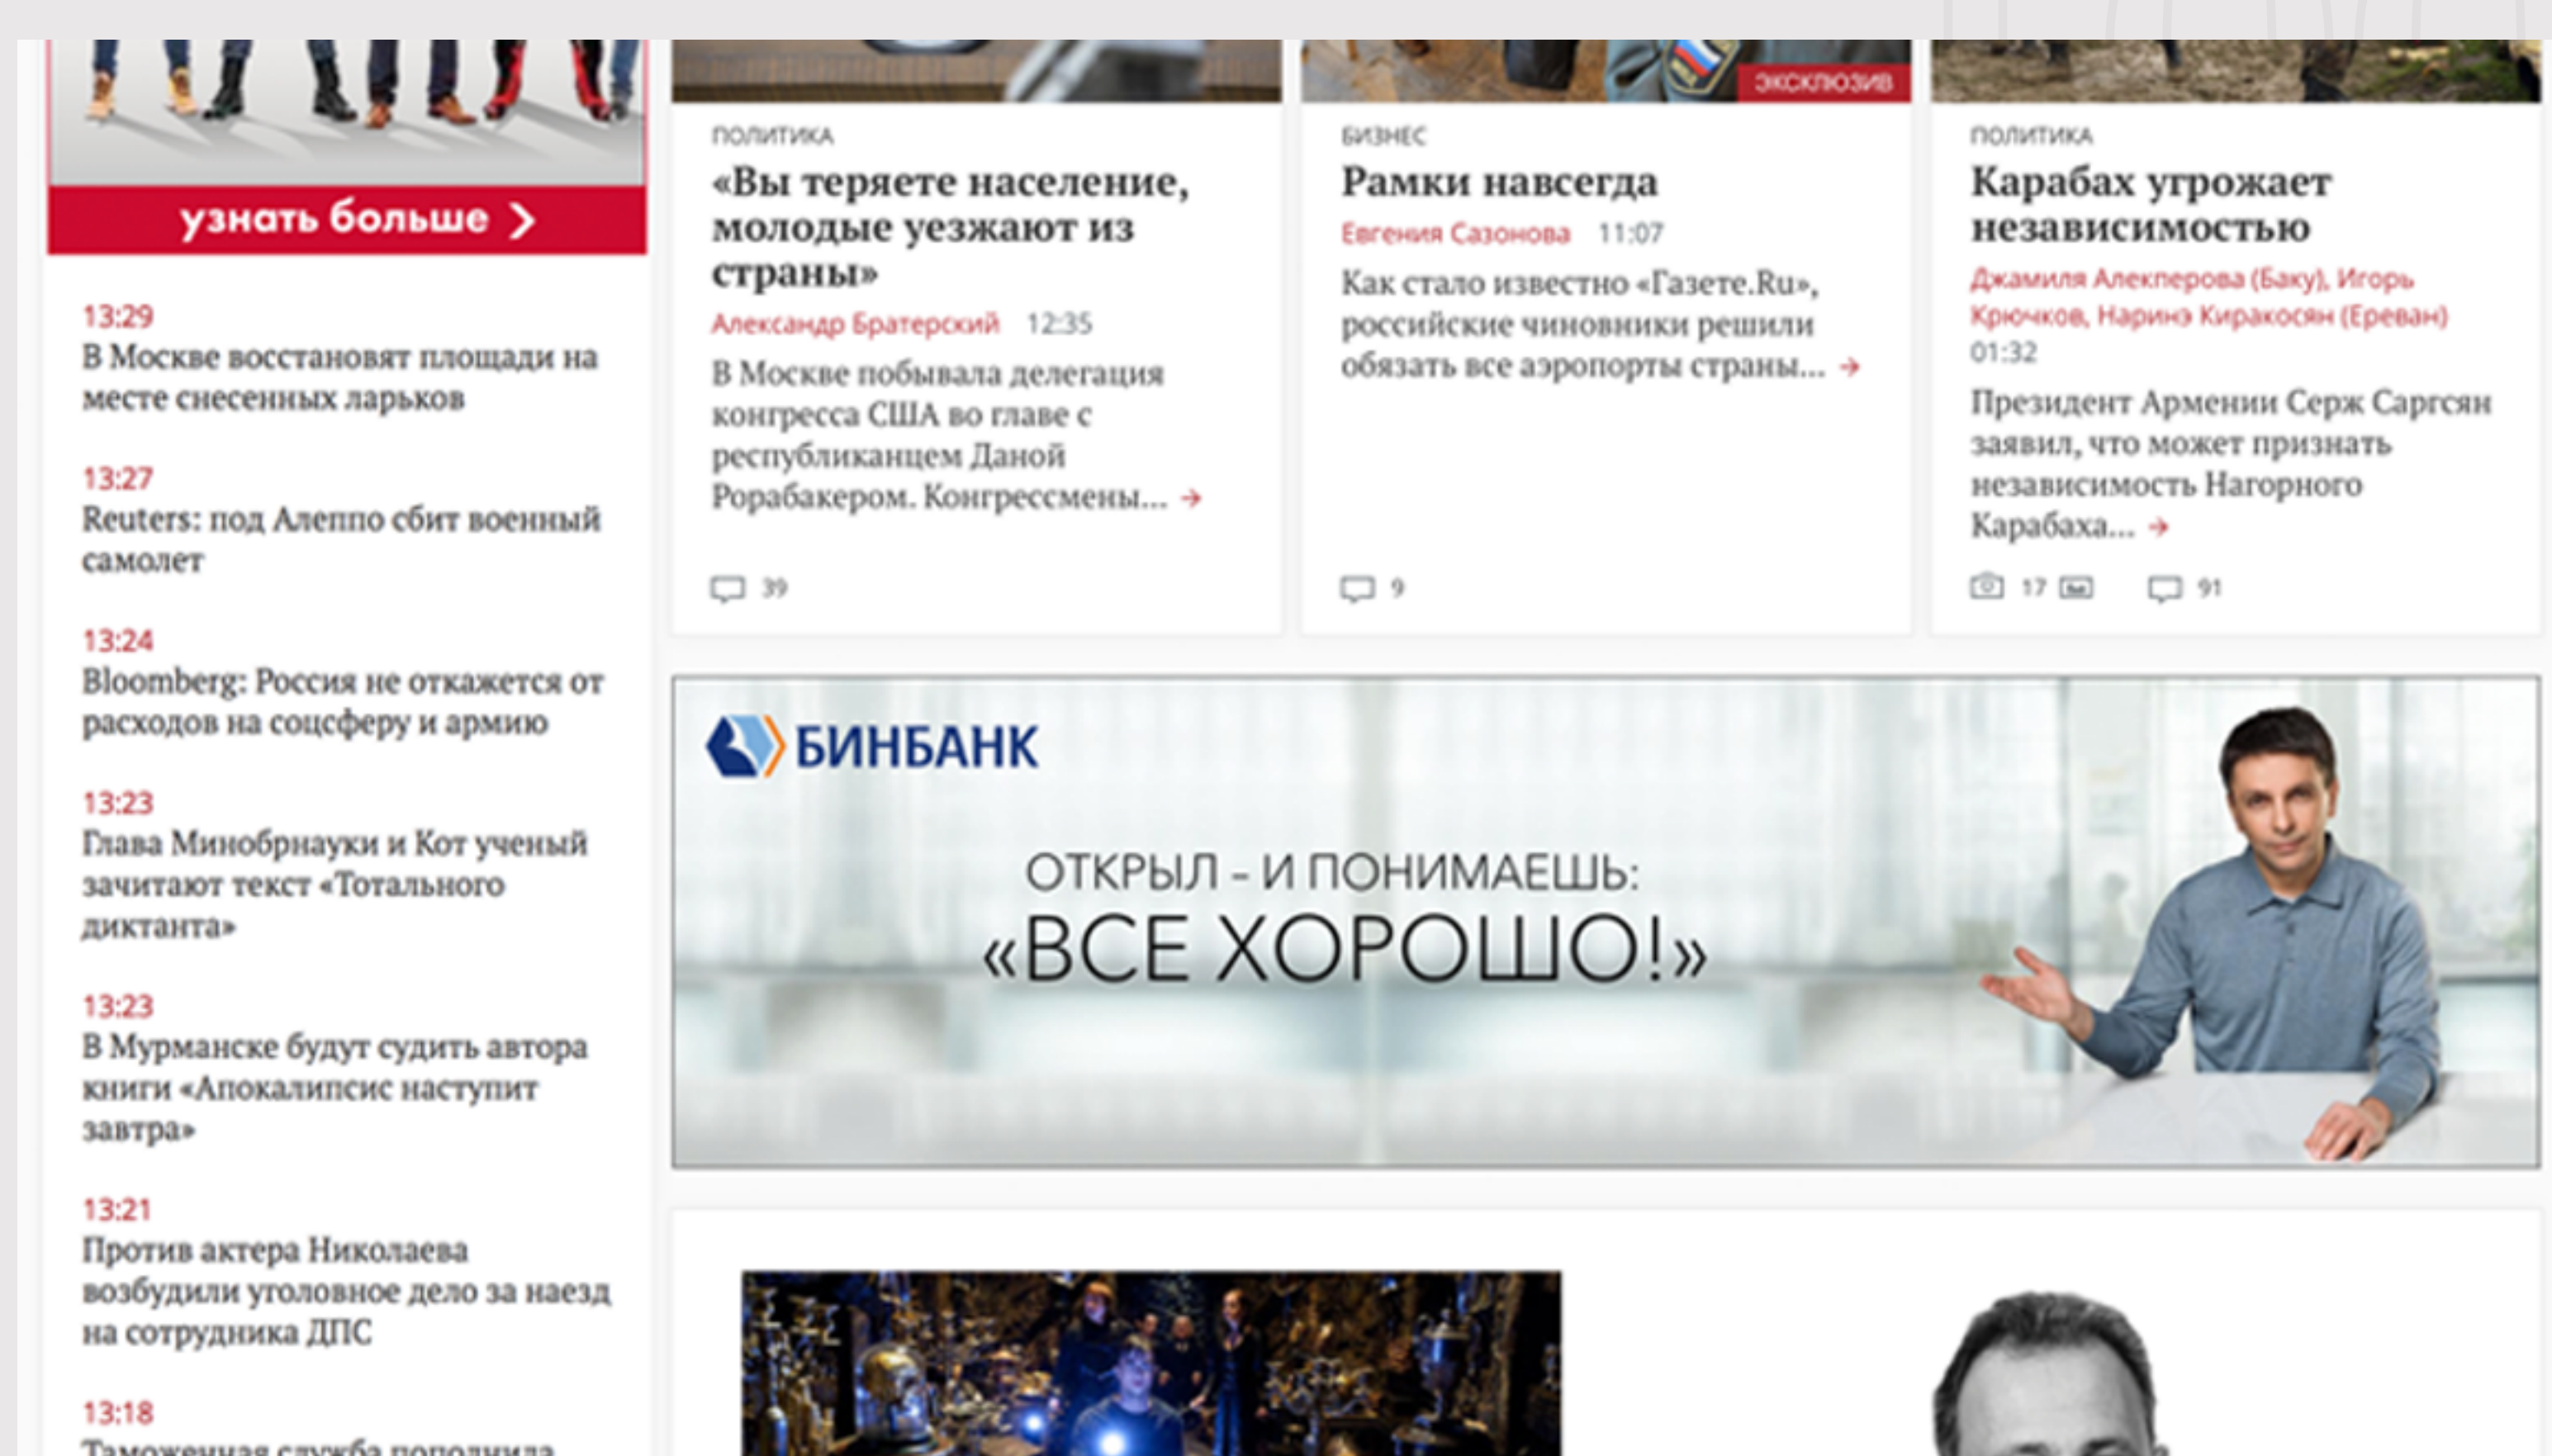 узнать больше
13:29
В Москве восстановят площади на
месте снесенных ларьков
13:27
Reuters: под Алеппо сбит военный
самолет
13:24
Bloomberg: Россия не откажется от
расходов на соцсферу и армию
13:23
Глава Минобрнауки и Кот ученый
зачитают текст «Тотального
диктанта»
13:23
В Мурманске будут судить автора
книги «Апокалипсис наступит
завтра»
13:21
Против актера Николаева
возбудили уголовное дело за наезд
на сотрудника ДПС
13:18
Таможенная служба пополнила
ПОЛИТИКА
«Вы теряете население,
молодые уезжают из
страны»
Александр Братерский 12:35
В Москве побывала делегация
конгресса США во главе с
республиканцем Даной
Рорабакером. Конгрессмены... →
39
ЭКСКЛЮЗИВ
БИЗНЕС
Рамки навсегда
Евгения Сазонова 11:07
Как стало известно «Газете.Ru»,
российские чиновники решили
обязать все аэропорты страны... →
9
ПОЛИТИКА
Карабах угрожает
независимостью
Джамиля Алекперова (Баку), Игорь
Крючков, Наринэ Киракосян (Ереван)
01:32
Президент Армении Серж Саргсян
заявил, что может признать
независимость Нагорного
Карабаха... →
17 91
БИНБАНК
ОТКРЫЛ – И ПОНИМАЕШЬ:
«ВСЕ ХОРОШО!»